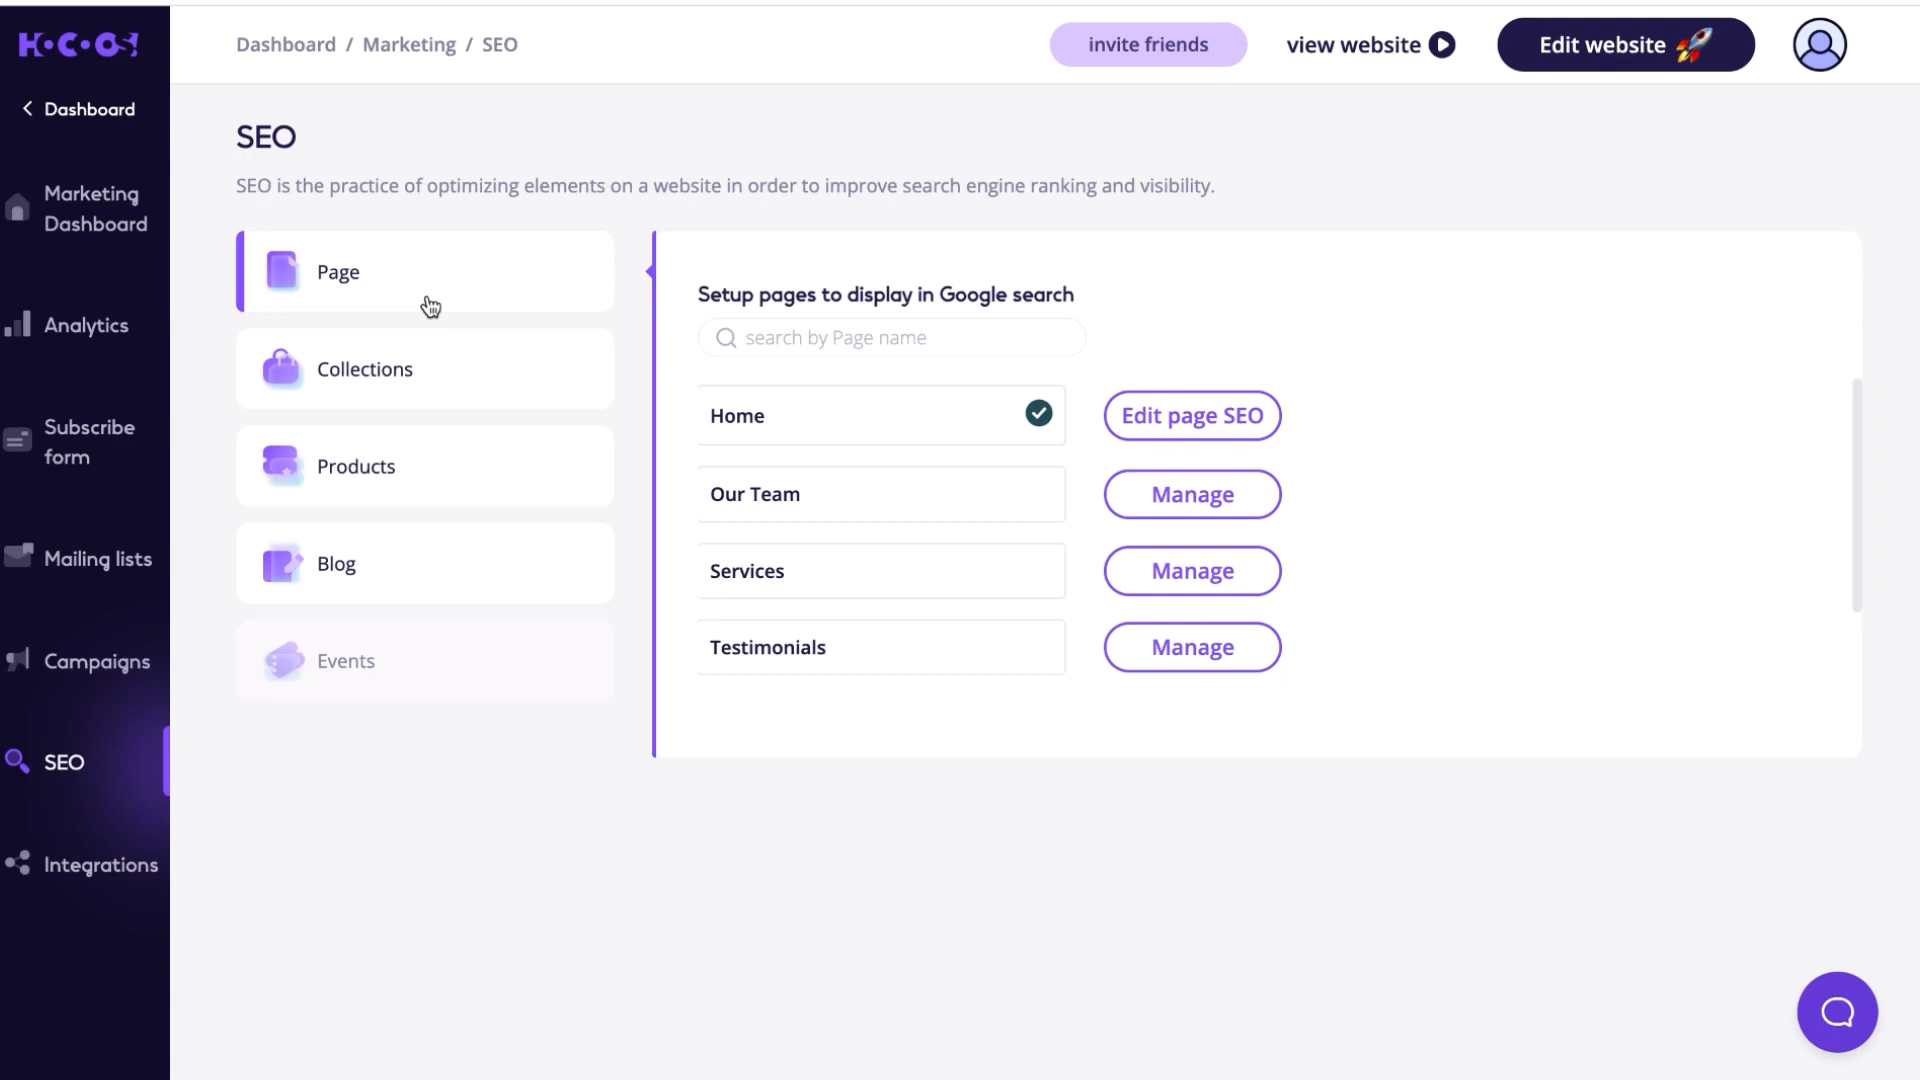 HOCOOS
Dashboard / Marketing / SEO
invite friends
view website
Edit website
Dashboard
Marketing
Dashboard
Analytics
Subscribe
form
Mailing lists
Campaigns
SEO
Integrations
SEO
SEO is the practice of optimizing elements on a website in order to improve search engine ranking and visibility.
Page
Collections
Products
Blog
Events
Setup pages to display in Google search
search by Page name
Home
Edit page SEO
Our Team
Manage
Services
Manage
Testimonials
Manage